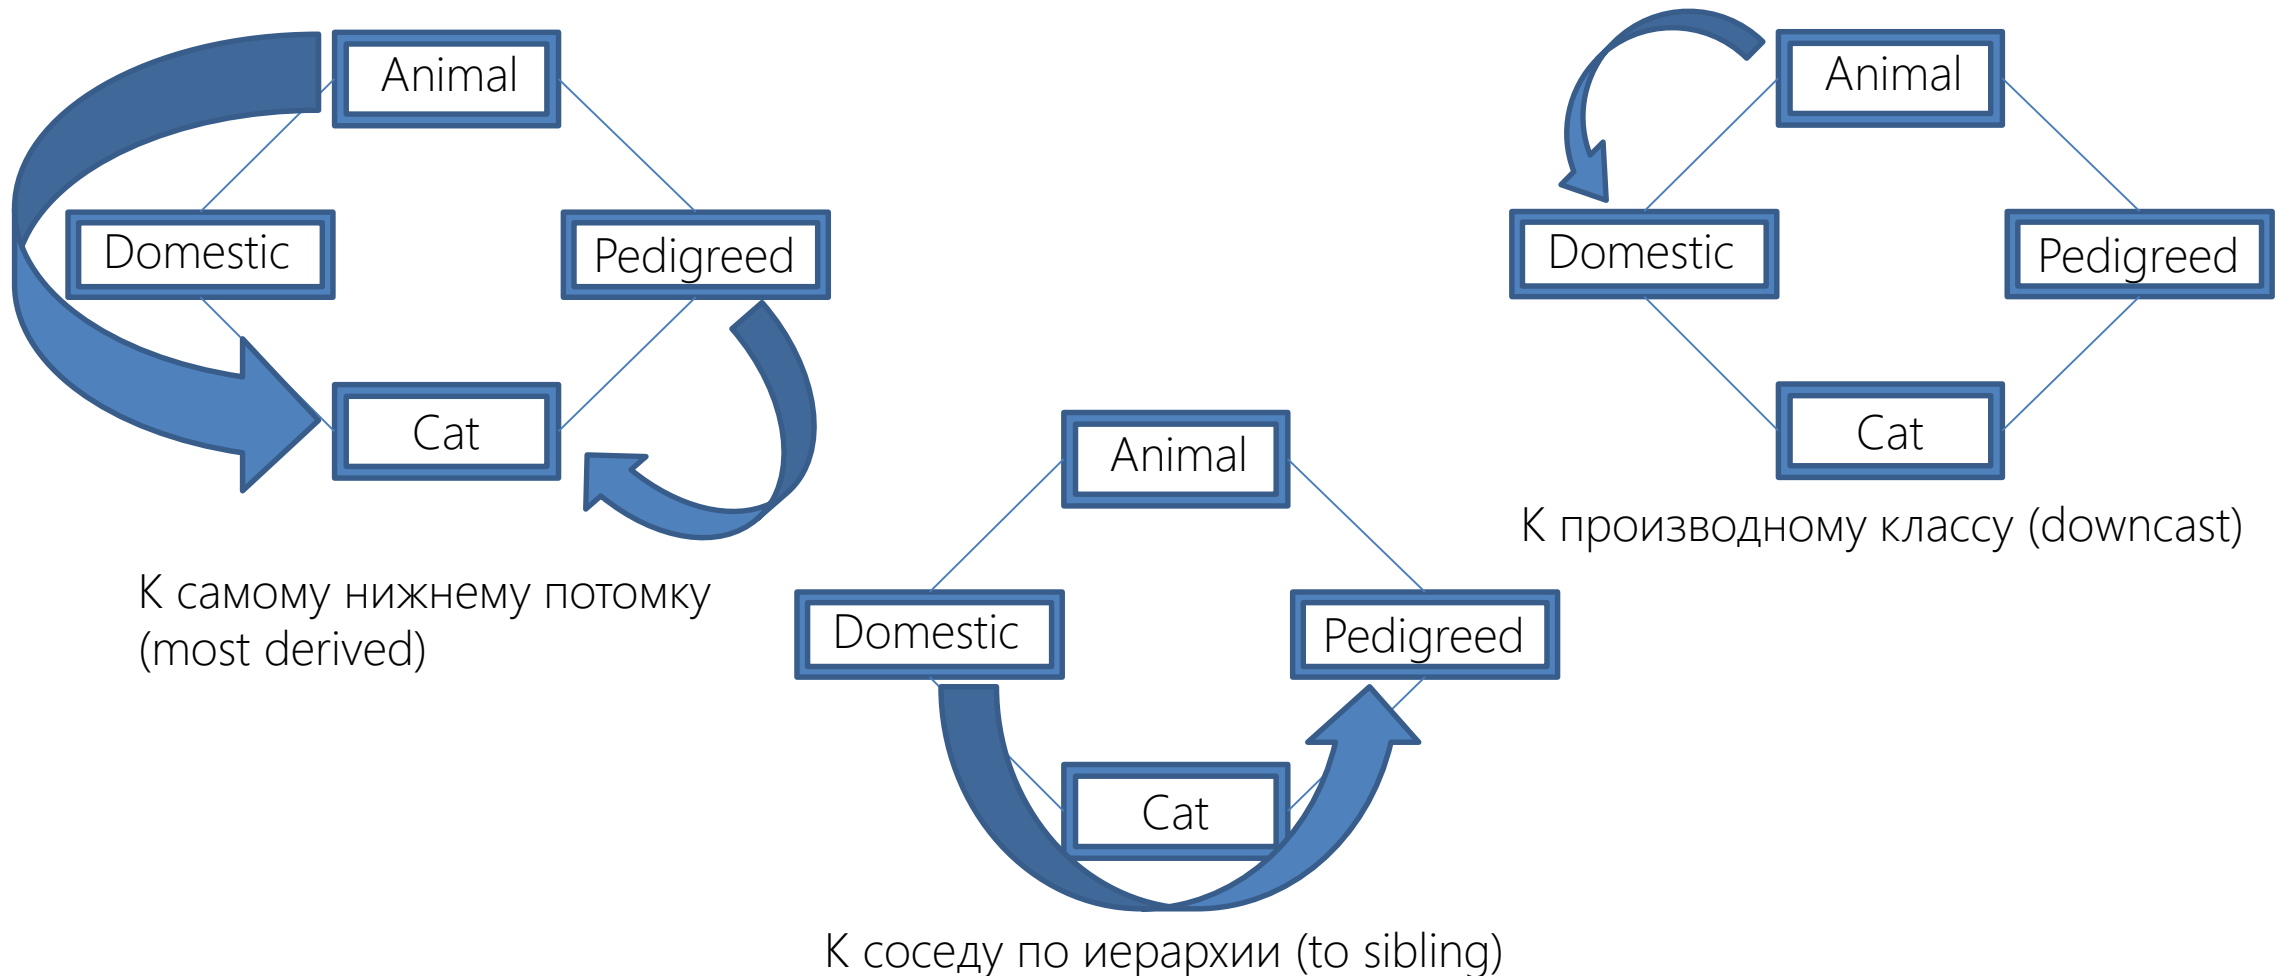 Animal
Domestic
Pedigreed
Cat
К самому нижнему потомку
(most derived)
Animal
Domestic
Pedigreed
Cat
К соседу по иерархии (to sibling)
Animal
Domestic
Pedigreed
Cat
К производному классу (downcast)